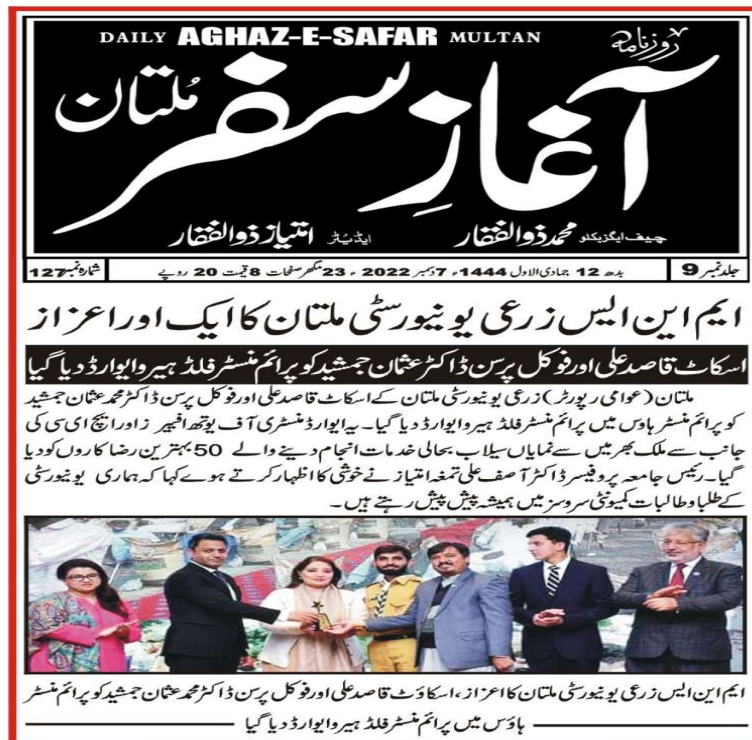 DAILY AGHAZ-E-SAFAR MULTAN
روزنامہ
آغازِ سفر ملتان
چیف ایگزیکٹو محمد ذوالفقار ایڈیٹر امتیاز ذوالفقار
جلد نمبر 9 بدھ 12 جمادی الاول 1444ء 7 دسمبر 2022ء 23 مگھر صفحات 8 قیمت 20 روپے شمارہ نمبر 127
ایم این ایس زرعی یونیورسٹی ملتان کا ایک اور اعزاز
اسکاٹ قاصد علی اور فوکل پرسن ڈاکٹر عثمان جمشید کو پرائم منسٹر فلڈ ہیرو ایوارڈ دیا گیا
ملتان (عوامی رپورٹر) زرعی یونیورسٹی ملتان کے اسکاٹ قاصد علی اور فوکل پرسن ڈاکٹر محمد عثمان جمشید
کو پرائم منسٹر ہاوس میں پرائم منسٹر فلڈ ہیرو ایوارڈ دیا گیا۔ یہ ایوارڈ منسٹری آف یوتھ افییرز اور ایچ ای سی کی
جانب سے ملک بھر میں سے نمایاں سیلاب بحالی خدمات انجام دینے والے 50 بہترین رضا کاروں کو دیا
گیا۔ رئیس جامعہ پروفیسر ڈاکٹر آصف علی تمغہ امتیاز نے خوشی کا اظہار کرتے ہوے کہا کہ ہماری یونیورسٹی
کے طلبا و طالبات کمیونٹی سروسز میں ہمیشہ پیش پیش رہتے ہیں۔
ایم این ایس زرعی یونیورسٹی ملتان کا اعزاز، اسکاؤٹ قاصد علی اور فوکل پرسن ڈاکٹر محمد عثمان جمشید کو پرائم منسٹر
ہاوس میں پرائم منسٹر فلڈ ہیرو ایوارڈ دیا گیا